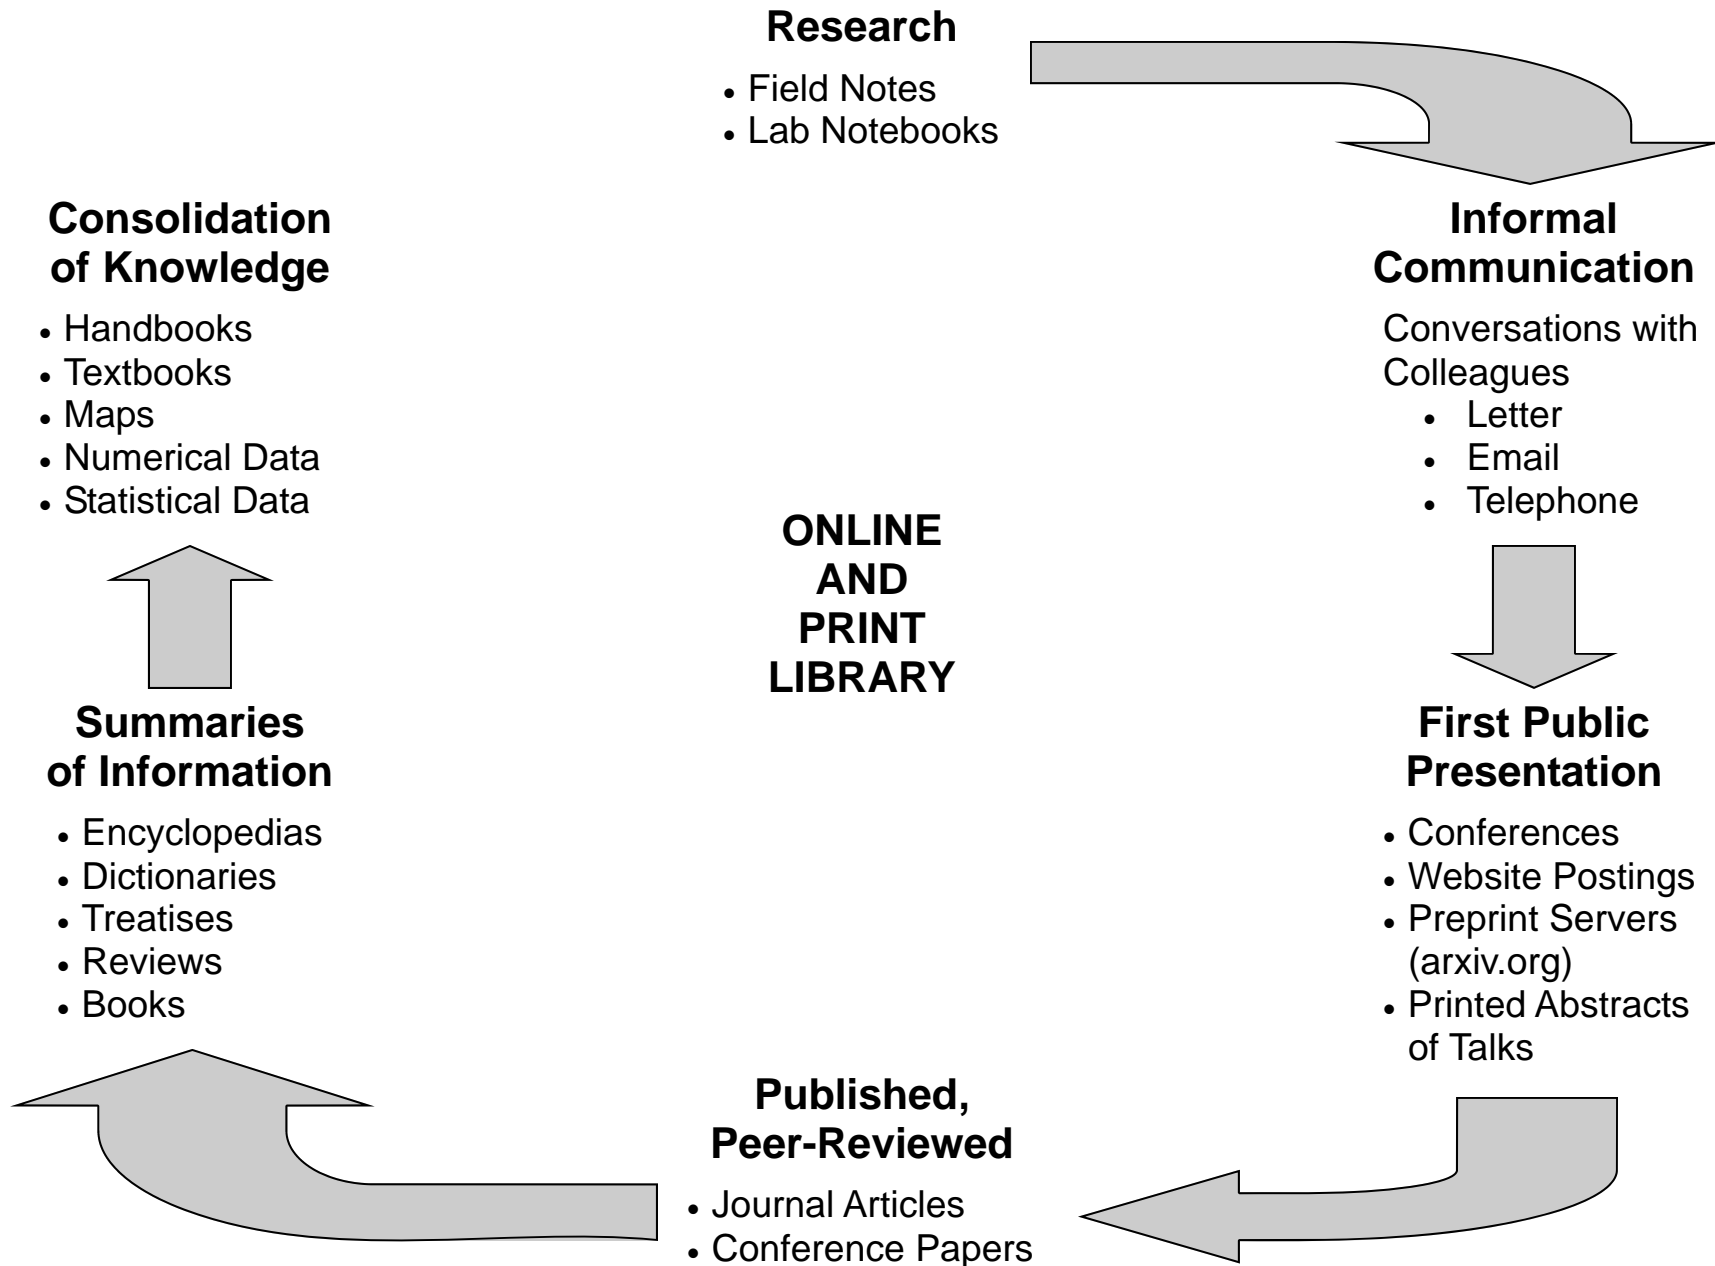 Research
• Field Notes
• Lab Notebooks
Informal
Communication
Conversations with
Colleagues
• Letter
• Email
• Telephone
First Public
Presentation
• Conferences
• Website Postings
• Preprint Servers
(arxiv.org)
• Printed Abstracts
of Talks
Published,
Peer-Reviewed
• Journal Articles
• Conference Papers
Summaries
of Information
• Encyclopedias
• Dictionaries
• Treatises
• Reviews
• Books
Consolidation
of Knowledge
• Handbooks
• Textbooks
• Maps
• Numerical Data
• Statistical Data
ONLINE
AND
PRINT
LIBRARY